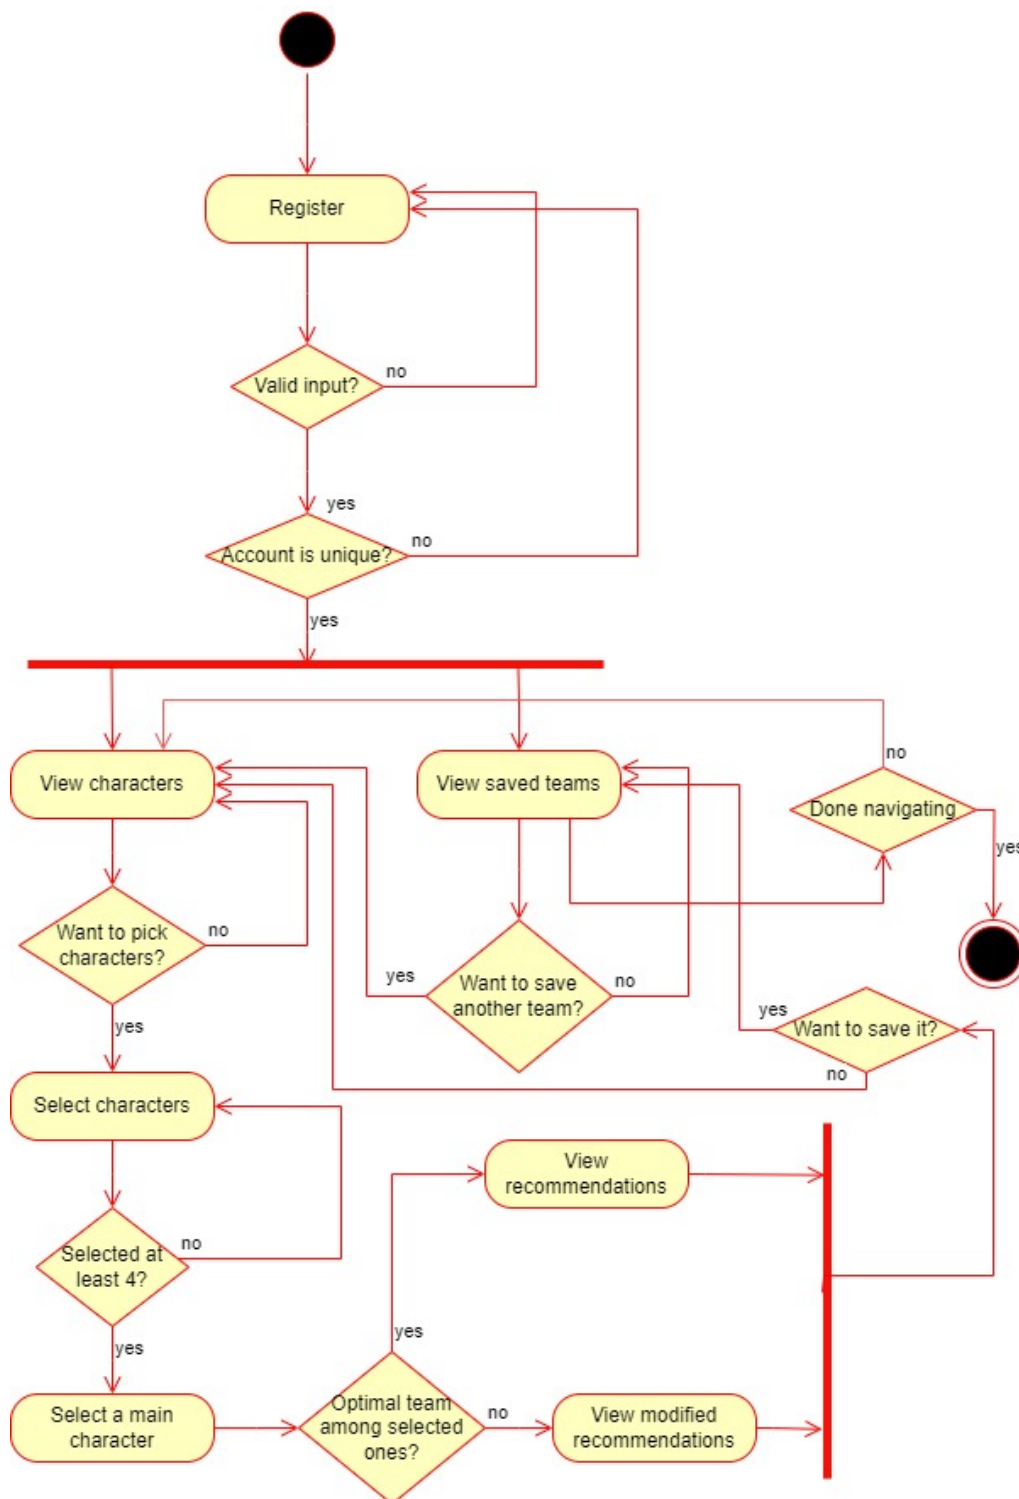 Register
Valid input?
no
yes
Account is unique?
no
yes
View characters
View saved teams
no
Done navigating
yes
Want to pick
characters?
no
yes
Want to save
another team?
no
yes
Want to save it?
yes
no
Select characters
View
recommendations
Selected at
least 4?
no
yes
yes
Select a main
character
Optimal team
among selected
ones?
no
View modified
recommendations